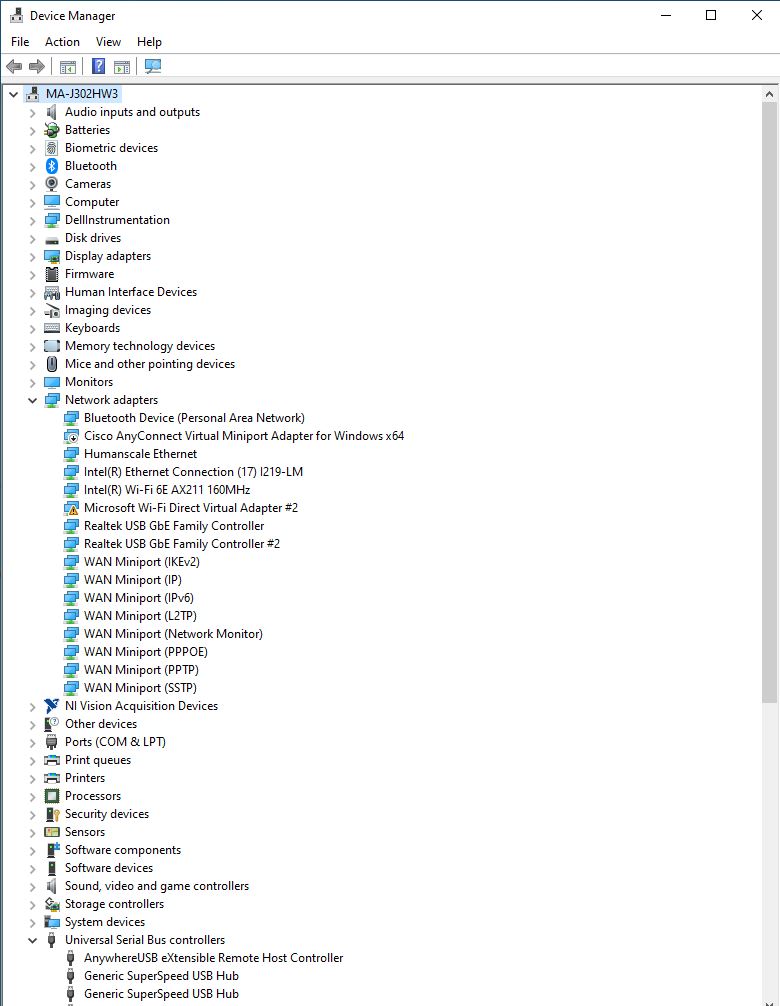 Device Manager
File Action View Help
MA-J302HW3
Audio inputs and outputs
Batteries
Biometric devices
Bluetooth
Cameras
Computer
DellInstrumentation
Disk drives
Display adapters
Firmware
Human Interface Devices
Imaging devices
Keyboards
Memory technology devices
Mice and other pointing devices
Monitors
Network adapters
Bluetooth Device (Personal Area Network)
Cisco AnyConnect Virtual Miniport Adapter for Windows x64
Humanscale Ethernet
Intel(R) Ethernet Connection (17) I219-LM
Intel(R) Wi-Fi 6E AX211 160MHz
Microsoft Wi-Fi Direct Virtual Adapter #2
Realtek USB GbE Family Controller
Realtek USB GbE Family Controller #2
WAN Miniport (IKEv2)
WAN Miniport (IP)
WAN Miniport (IPv6)
WAN Miniport (L2TP)
WAN Miniport (Network Monitor)
WAN Miniport (PPPOE)
WAN Miniport (PPTP)
WAN Miniport (SSTP)
NI Vision Acquisition Devices
Other devices
Ports (COM & LPT)
Print queues
Printers
Processors
Security devices
Sensors
Software components
Software devices
Sound, video and game controllers
Storage controllers
System devices
Universal Serial Bus controllers
AnywhereUSB eXtensible Remote Host Controller
Generic SuperSpeed USB Hub
Generic SuperSpeed USB Hub